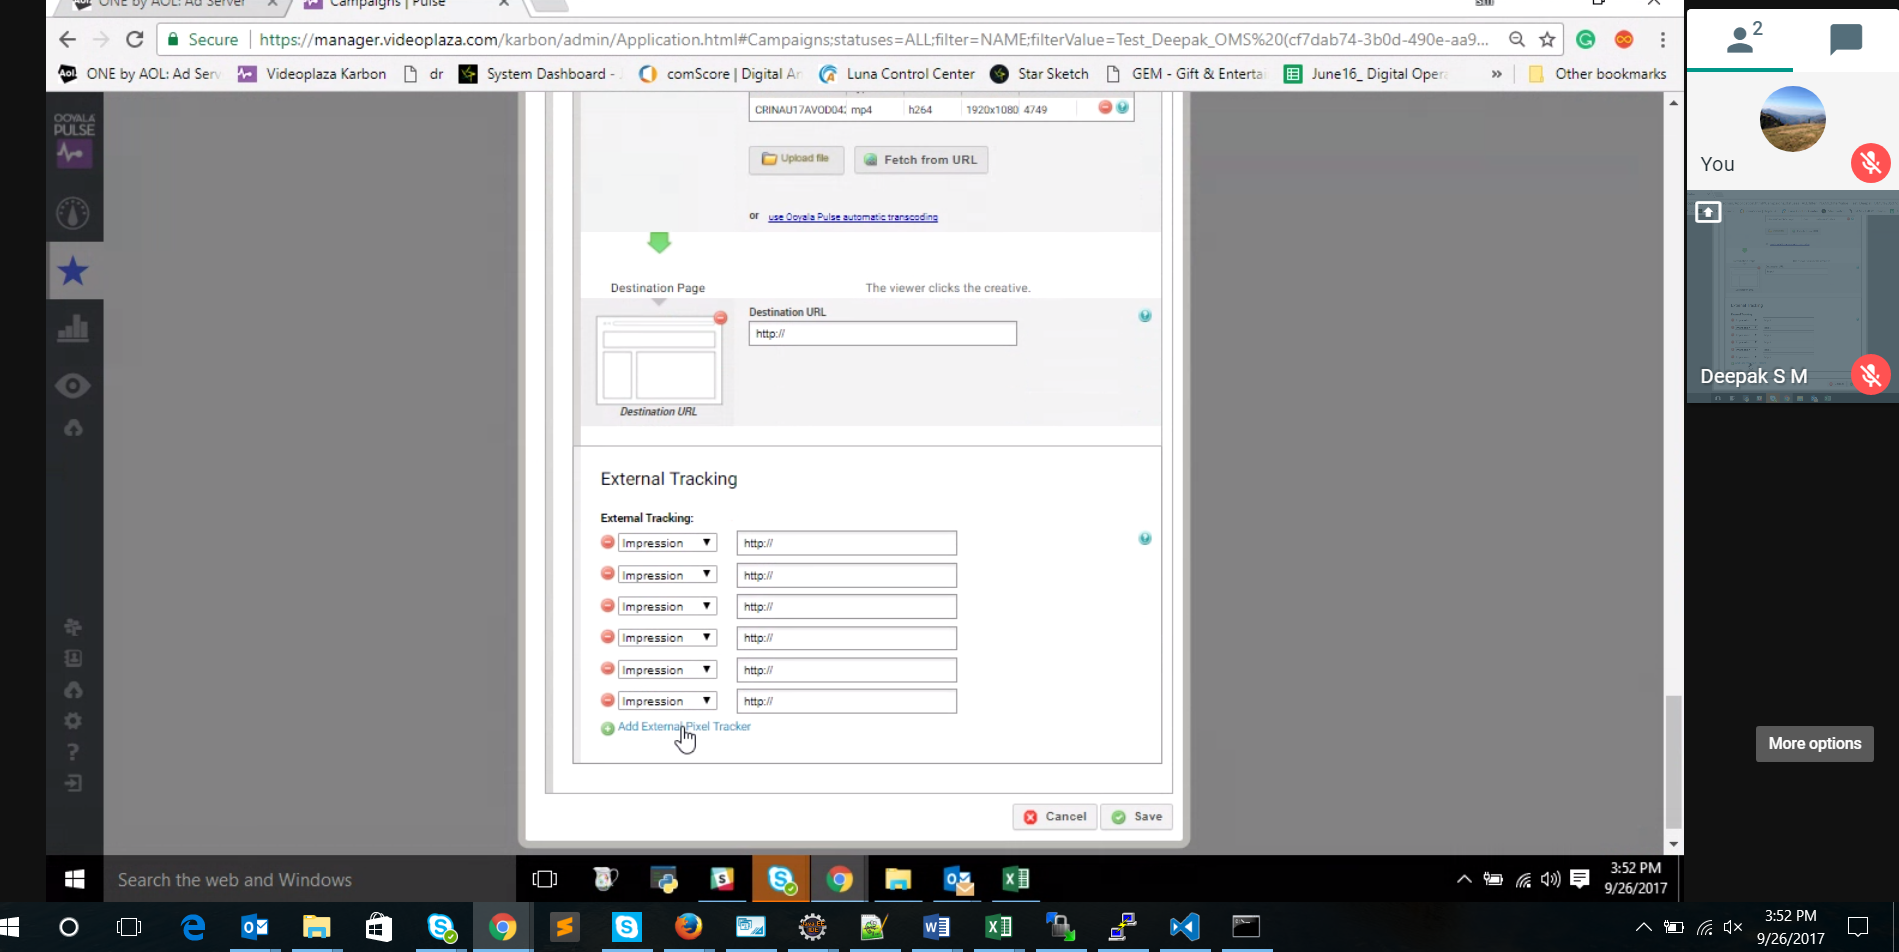 ONE by AOL: Ad Server
Campaigns | Pulse
Secure
https://manager.videoplaza.com/karbon/admin/Application.html#Campaigns;statuses=ALL;filter=NAME;filterValue=Test_Deepak_OMS%20(cf7dab74-3b0d-490e-aa9...
Aol. ONE by AOL: Ad Serv
Videoplaza Karbon
dr
System Dashboard -
comScore | Digital An
Luna Control Center
Star Sketch
GEM - Gift & Entertai
June16_ Digital Opera
»
Other bookmarks
2
You
Deepak S M
More options
OOYALA
PULSE
CRINAU17AVOD042 mp4 h264 1920x1080 4749
Upload file
Fetch from URL
or use Ooyala Pulse automatic transcoding
Destination Page
The viewer clicks the creative.
Destination URL
http://
Destination URL
External Tracking
External Tracking:
Impression http://
Impression http://
Impression http://
Impression http://
Impression http://
Impression http://
Add External Pixel Tracker
Cancel
Save
Search the web and Windows
3:52 PM
9/26/2017
3:52 PM
9/26/2017